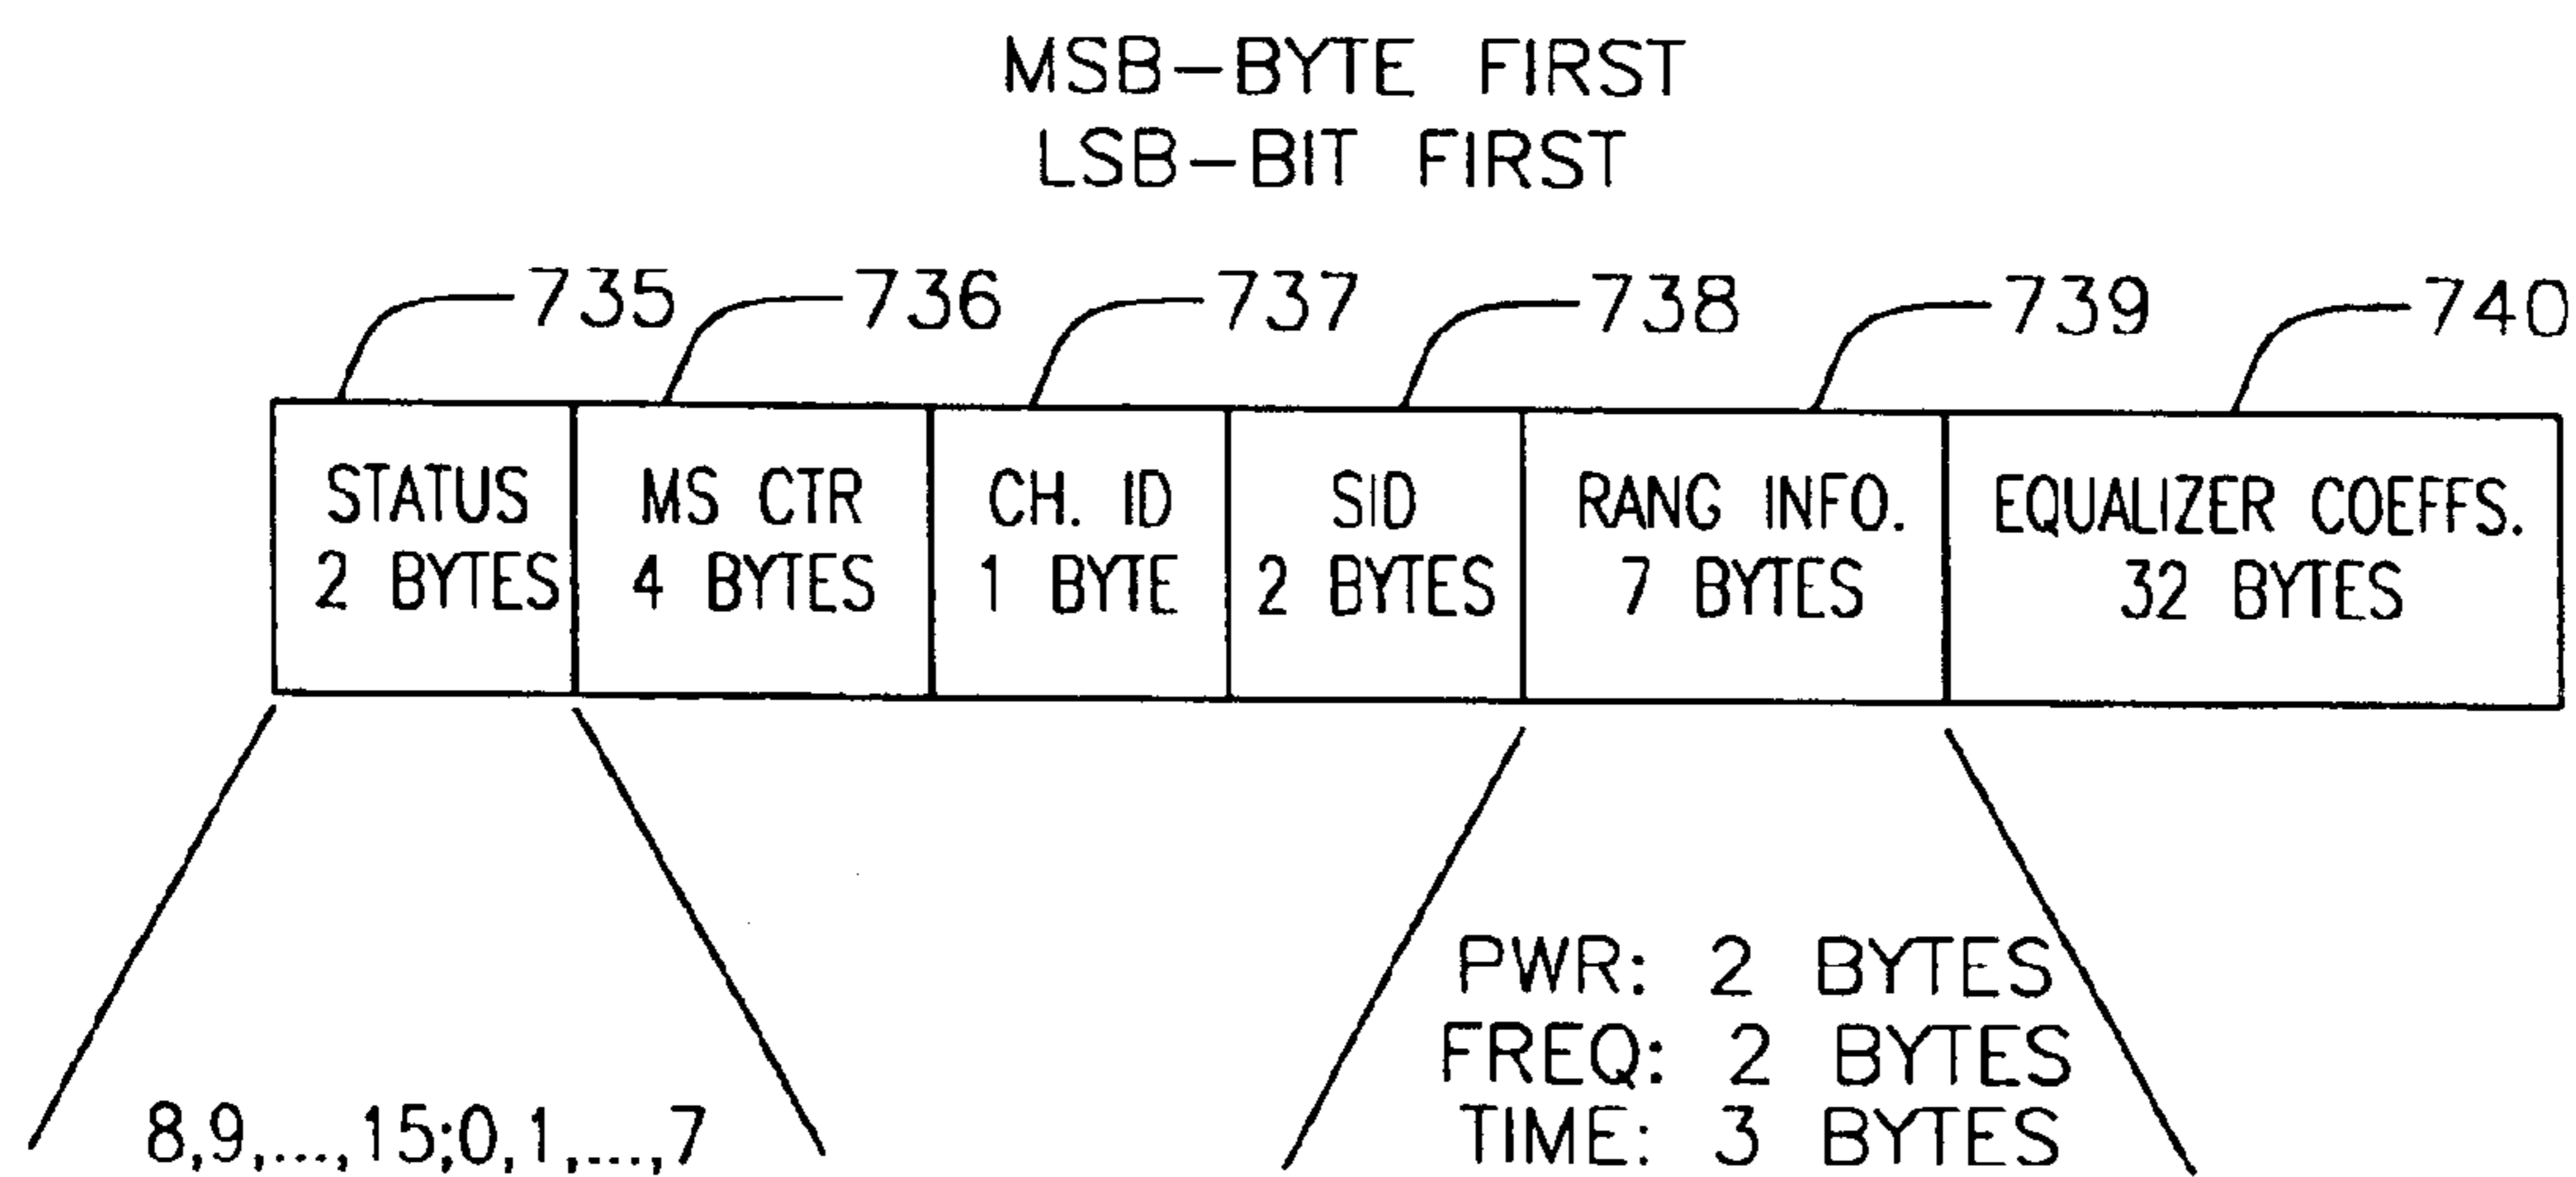 MSB-BYTE FIRST
LSB-BIT FIRST
735 736 737 738 739 740
STATUS MS CTR CH. ID SID RANG INFO. EQUALIZER COEFFS.
2 BYTES 4 BYTES 1 BYTE 2 BYTES 7 BYTES 32 BYTES
PWR: 2 BYTES
FREQ: 2 BYTES
8,9,...,15;0,1,...,7 TIME: 3 BYTES